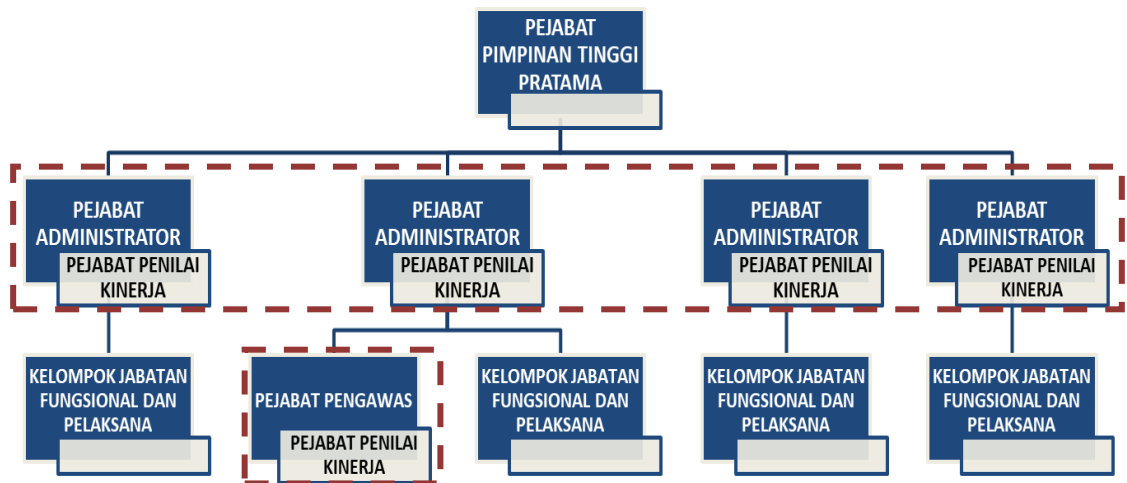 PEJABAT
PIMPINAN TINGGI
PRATAMA
PEJABAT
ADMINISTRATOR
PEJABAT PENILAI
KINERJA
PEJABAT
ADMINISTRATOR
PEJABAT PENILAI
KINERJA
PEJABAT
ADMINISTRATOR
PEJABAT PENILAI
KINERJA
PEJABAT
ADMINISTRATOR
PEJABAT PENILAI
KINERJA
KELOMPOK JABATAN
FUNGSIONAL DAN
PELAKSANA
PEJABAT PENGAWAS
PEJABAT PENILAI
KINERJA
KELOMPOK JABATAN
FUNGSIONAL DAN
PELAKSANA
KELOMPOK JABATAN
FUNGSIONAL DAN
PELAKSANA
KELOMPOK JABATAN
FUNGSIONAL DAN
PELAKSANA